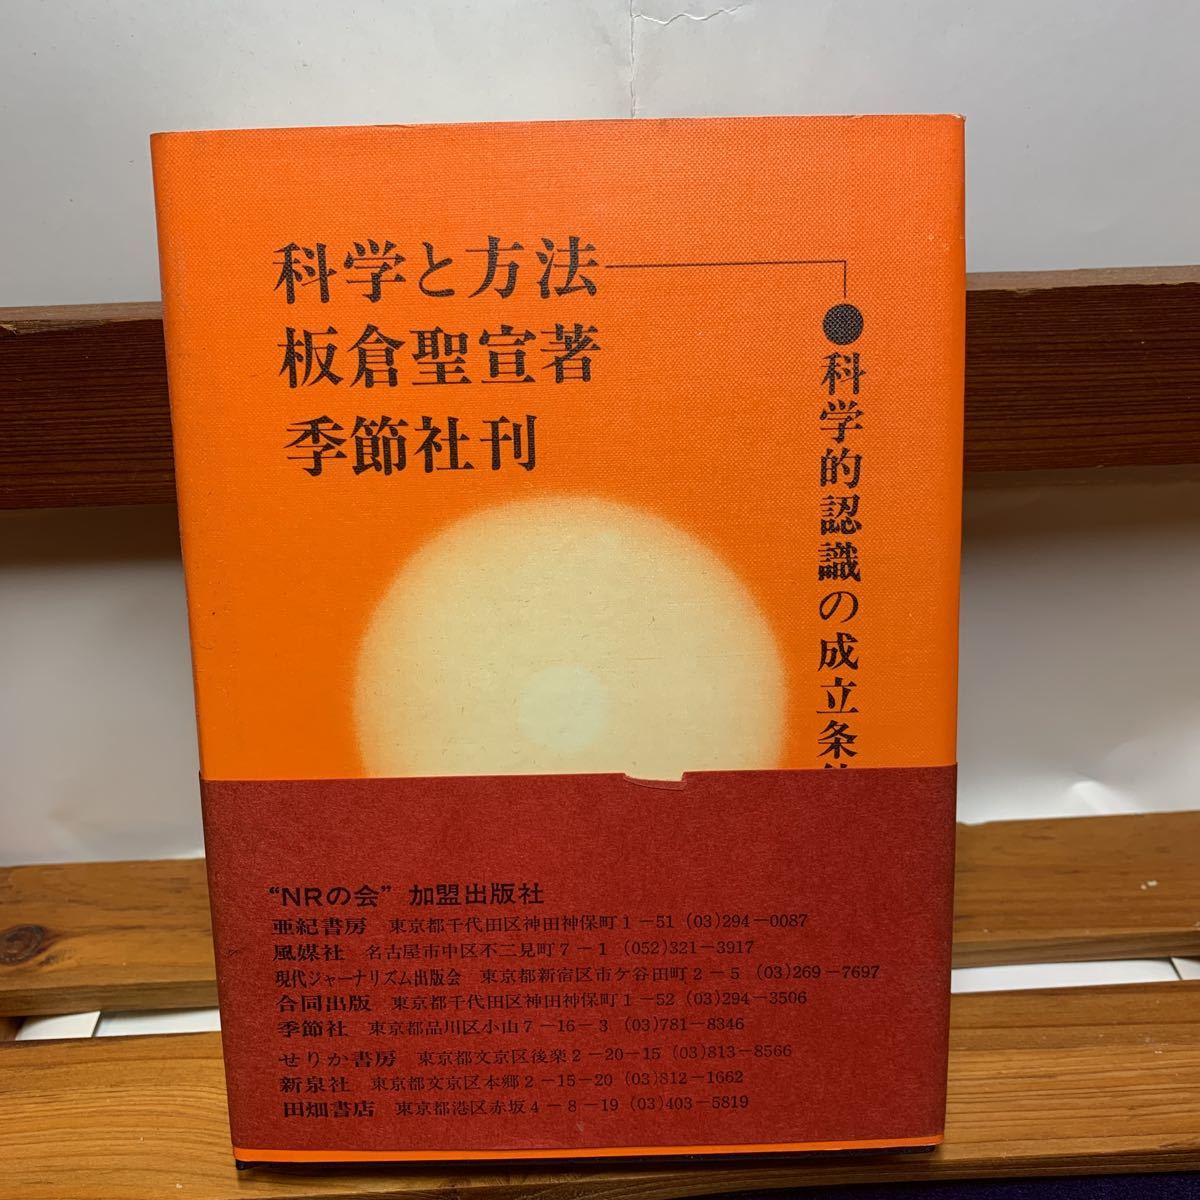 科学と方法
板倉聖宣著
季節社刊
科学的認識の成立条件
“NRの会” 加盟出版社
亜紀書房 東京都千代田区神田神保町1-51 (03)294-0087
風媒社 名古屋市中区不二見町7-1 (052)321-3917
現代ジャーナリズム出版会 東京都新宿区市ケ谷田町2-5 (03)269-7697
合同出版 東京都千代田区神田神保町1-52 (03)294-3506
季節社 東京都品川区小山7-16-3 (03)781-8346
せりか書房 東京都文京区後楽2-20-15 (03)813-8566
新泉社 東京都文京区本郷2-15-20 (03)812-1662
田畑書店 東京都港区赤坂4-8-19 (03)403-5819